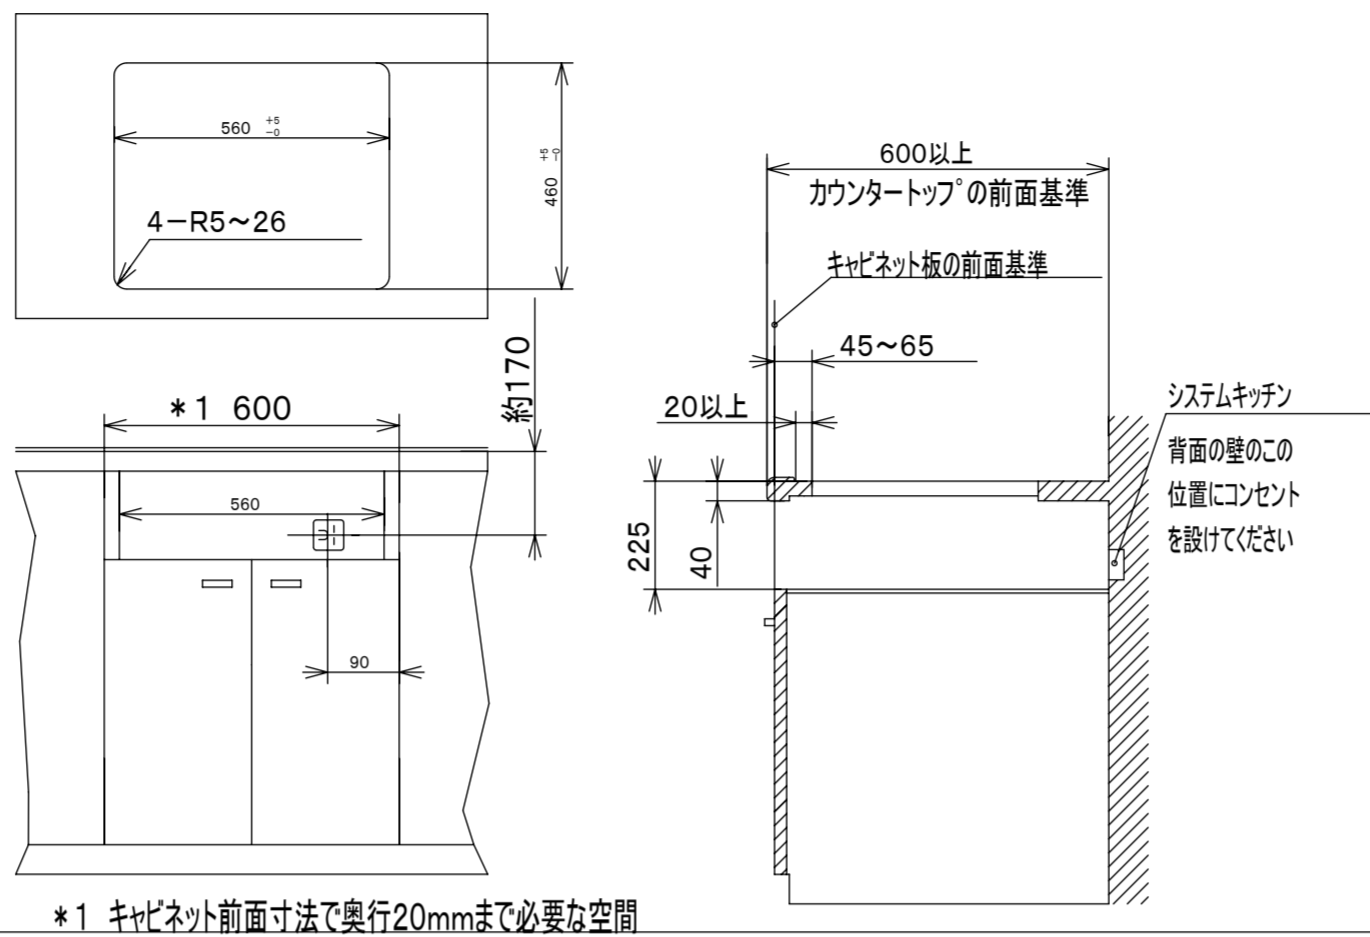 560 +5 -0
460 +5 -0
4-R5~26
約170
*1 600
560
90
600以上
カウンタートップの前面基準
キャビネット板の前面基準
45~65
20以上
225
40
システムキッチン
背面の壁のこの
位置にコンセント
を設けてください
*1 キャビネット前面寸法で奥行20mmまで必要な空間